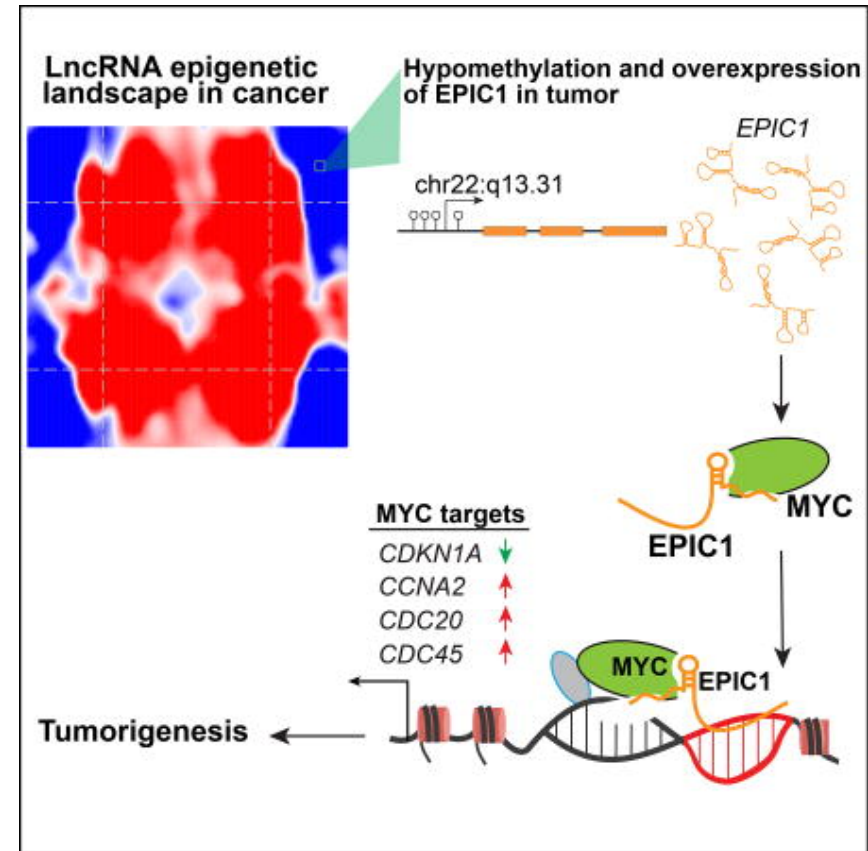 LncRNA epigenetic
landscape in cancer
Hypomethylation and overexpression
of EPIC1 in tumor
EPIC1
chr22:q13.31
MYC
EPIC1
MYC targets
CDKN1A
CCNA2
CDC20
CDC45
MYC
EPIC1
Tumorigenesis